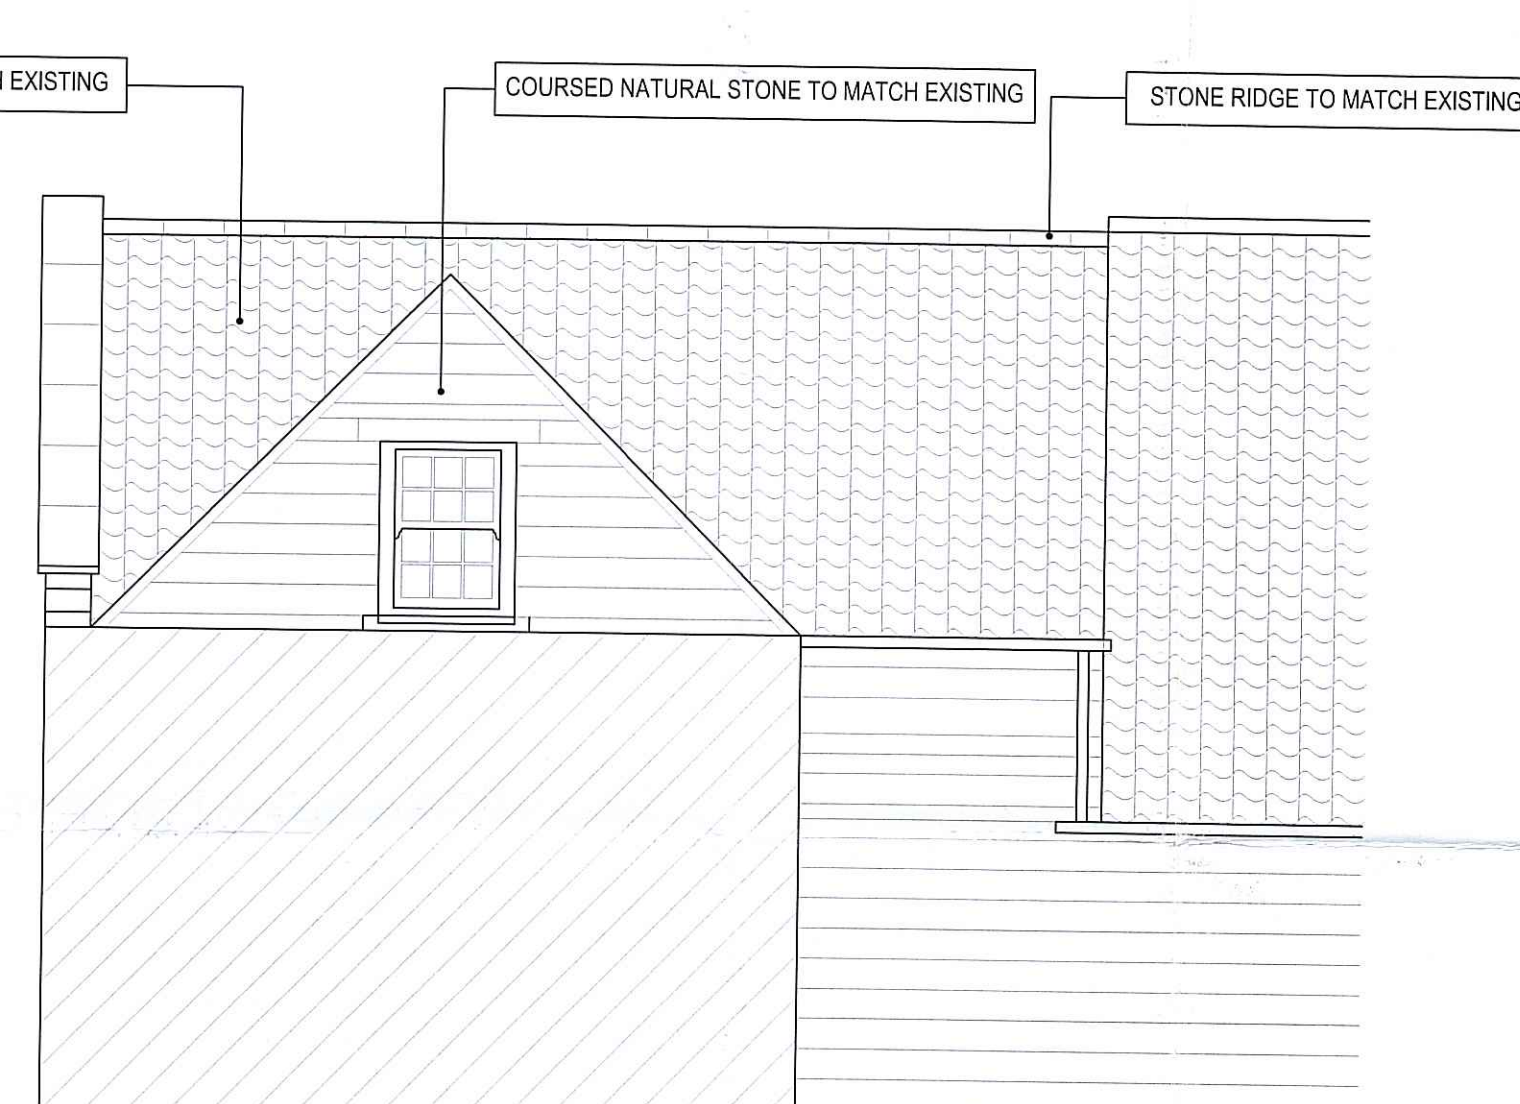 EXISTING
COURSED NATURAL STONE TO MATCH EXISTING
STONE RIDGE TO MATCH EXISTING